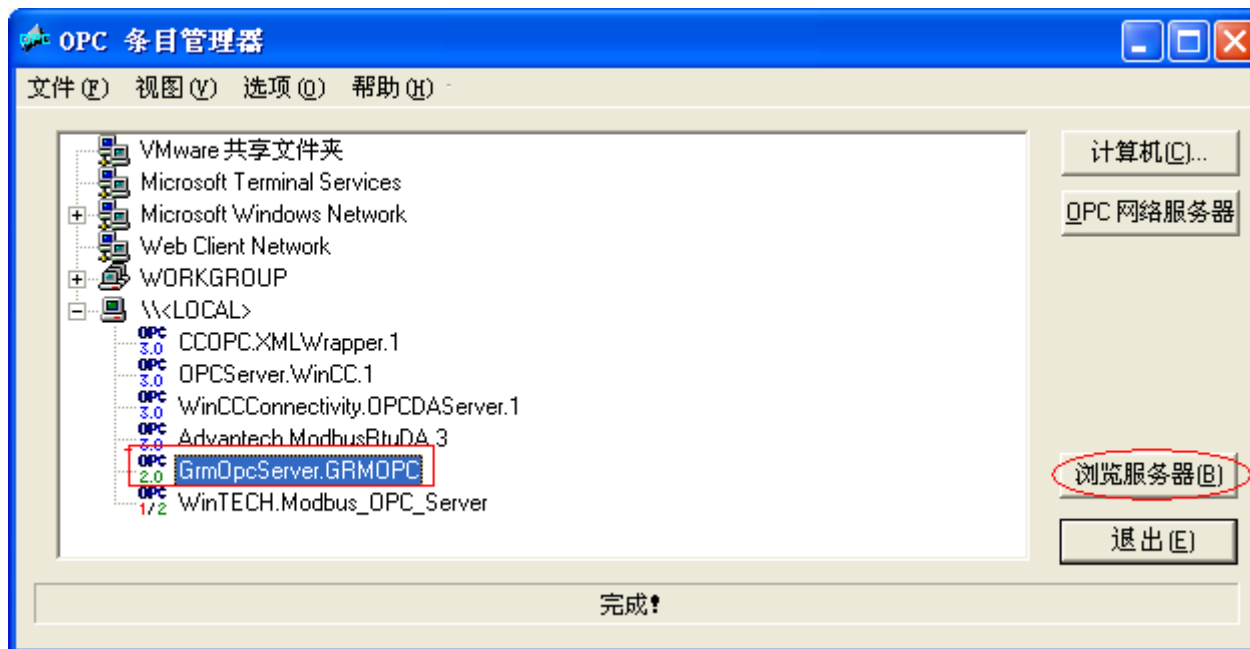 OPC 条目管理器
文件(F) 视图(V) 选项(O) 帮助(H)
VMware 共享文件夹
计算机(C)...
Microsoft Terminal Services
Microsoft Windows Network
OPC 网络服务器
Web Client Network
WORKGROUP
\\<LOCAL>
OPC 3.0 CCOPC.XMLWrapper.1
OPC 3.0 OPCServer.WinCC.1
OPC 3.0 WinCCConnectivity.OPCDAServer.1
OPC 3.0 Advantech.ModbusRtuDA.3
OPC 2.0 GrmOpcServer.GRMOPC
浏览服务器(B)
OPC 1/2 WinTECH.Modbus_OPC_Server
退出(E)
完成!